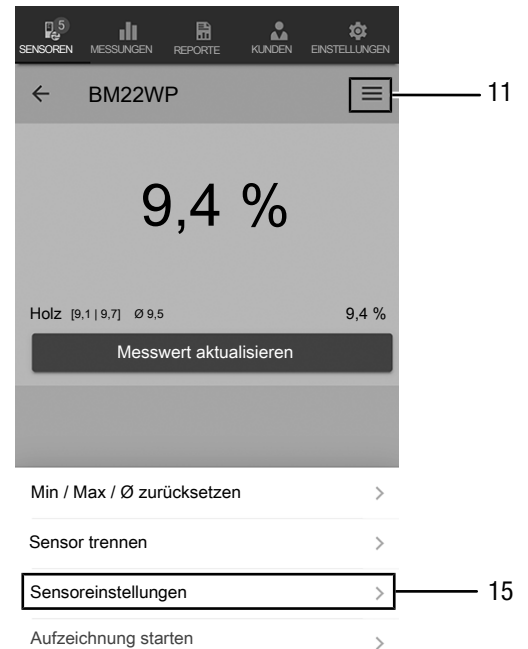 5
SENSOREN MESSUNGEN REPORTE KUNDEN EINSTELLUNGEN
BM22WP 11
9,4 %
Holz [9,1 | 9,7] Ø 9,5 9,4 %
Messwert aktualisieren
Min / Max / Ø zurücksetzen
Sensor trennen
Sensoreinstellungen 15
Aufzeichnung starten